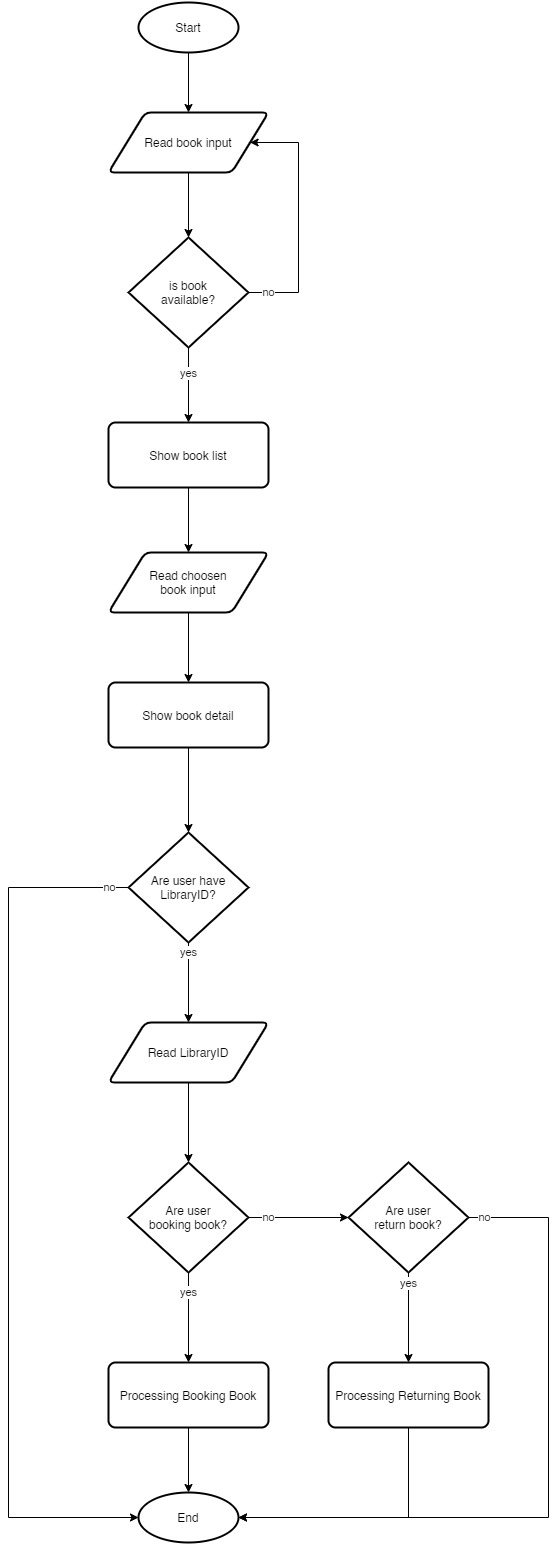 Start
Read book input
is book
available?
no
yes
Show book list
Read choosen
book input
Show book detail
Are user have
LibraryID?
no
yes
Read LibraryID
Are user
booking book?
no
Are user
return book?
no
yes
yes
Processing Booking Book
Processing Returning Book
End